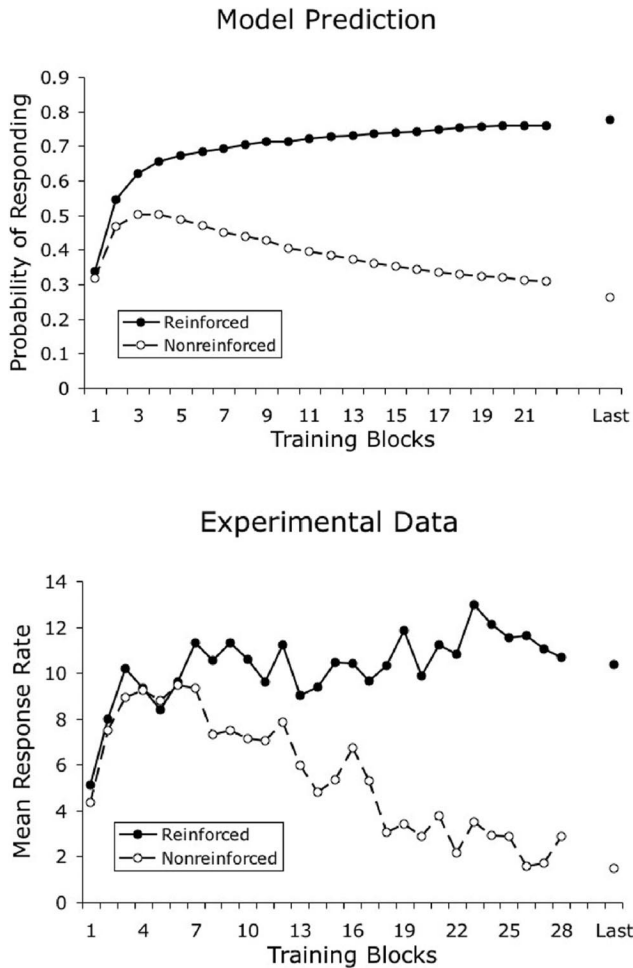 Model Prediction
Probability of Responding
0.9
0.8
0.7
0.6
0.5
0.4
0.3
0.2
0.1
0
Reinforced
Nonreinforced
1 3 5 7 9 11 13 15 17 19 21 Last
Training Blocks
Experimental Data
Mean Response Rate
14
12
10
8
6
4
2
0
Reinforced
Nonreinforced
1 4 7 10 13 16 19 22 25 28 Last
Training Blocks